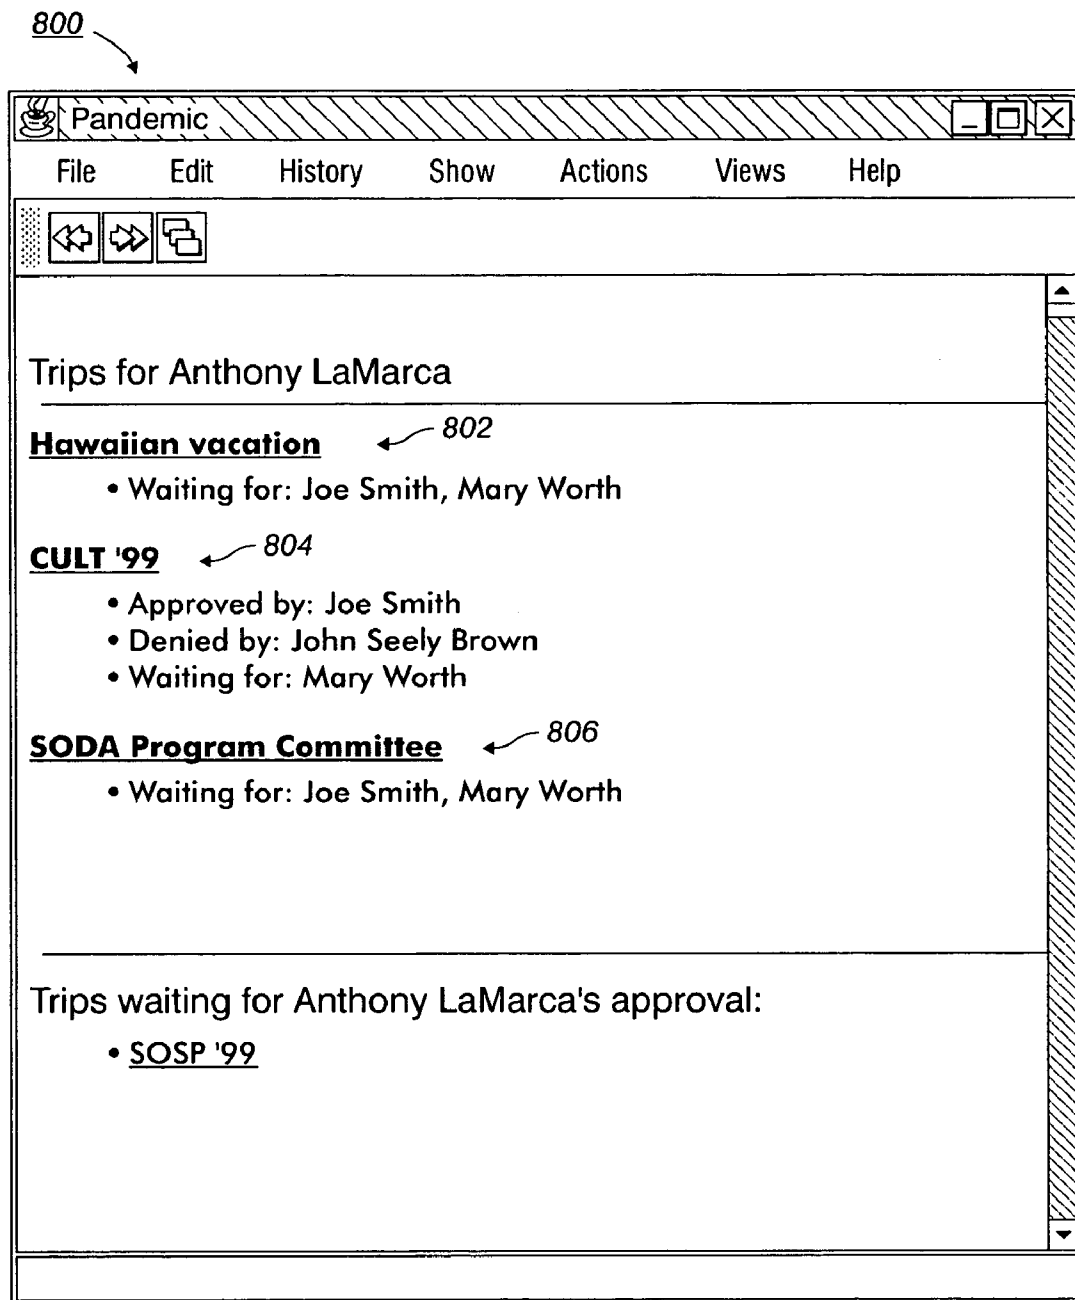 800
Pandemic
File Edit History Show Actions Views Help
Trips for Anthony LaMarca
Hawaiian vacation 802
• Waiting for: Joe Smith, Mary Worth
CULT '99 804
• Approved by: Joe Smith
• Denied by: John Seely Brown
• Waiting for: Mary Worth
SODA Program Committee 806
• Waiting for: Joe Smith, Mary Worth
Trips waiting for Anthony LaMarca's approval:
• SOSP '99